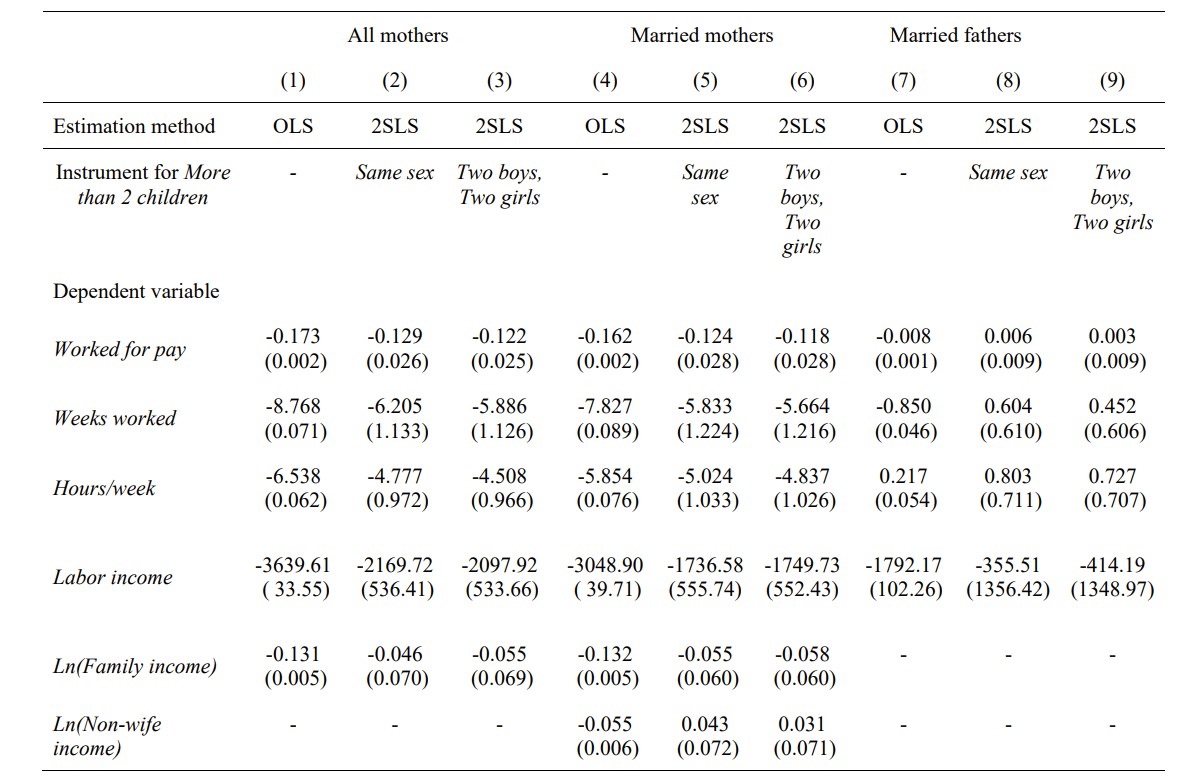 All mothers Married mothers Married fathers
(1) (2) (3) (4) (5) (6) (7) (8) (9)
Estimation method OLS 2SLS 2SLS OLS 2SLS 2SLS OLS 2SLS 2SLS
Instrument for More - Same sex Two boys, - Same Two - Same sex Two
than 2 children Two girls sex boys, boys,
Two Two girls
girls
Dependent variable
Worked for pay -0.173 -0.129 -0.122 -0.162 -0.124 -0.118 -0.008 0.006 0.003
(0.002) (0.026) (0.025) (0.002) (0.028) (0.028) (0.001) (0.009) (0.009)
Weeks worked -8.768 -6.205 -5.886 -7.827 -5.833 -5.664 -0.850 0.604 0.452
(0.071) (1.133) (1.126) (0.089) (1.224) (1.216) (0.046) (0.610) (0.606)
Hours/week -6.538 -4.777 -4.508 -5.854 -5.024 -4.837 0.217 0.803 0.727
(0.062) (0.972) (0.966) (0.076) (1.033) (1.026) (0.054) (0.711) (0.707)
Labor income -3639.61 -2169.72 -2097.92 -3048.90 -1736.58 -1749.73 -1792.17 -355.51 -414.19
( 33.55) (536.41) (533.66) ( 39.71) (555.74) (552.43) (102.26) (1356.42) (1348.97)
Ln(Family income) -0.131 -0.046 -0.055 -0.132 -0.055 -0.058 - - -
(0.005) (0.070) (0.069) (0.005) (0.060) (0.060)
Ln(Non-wife - - - -0.055 0.043 0.031 - - -
income) (0.006) (0.072) (0.071)